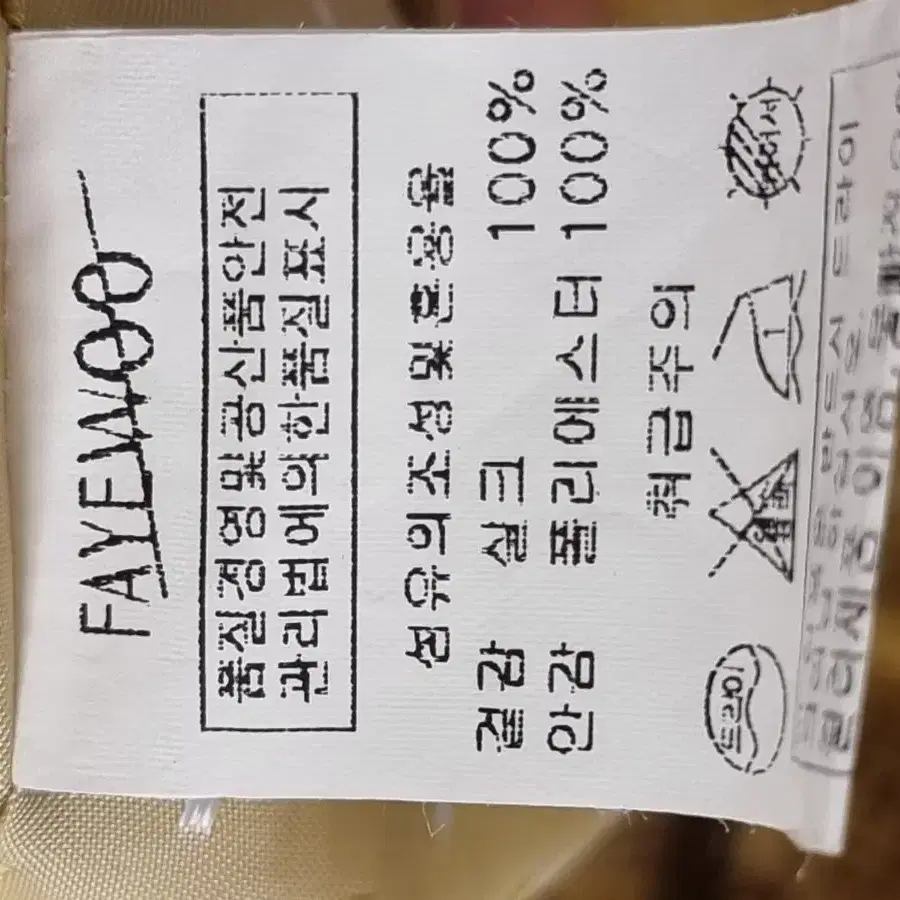 FAYEWOO
품질경영및공산품안전
관리법에의한품질표시
섬유의조성및혼용율
겉감 실크 100%
안감 폴리에스터 100%
취급주의
드라이